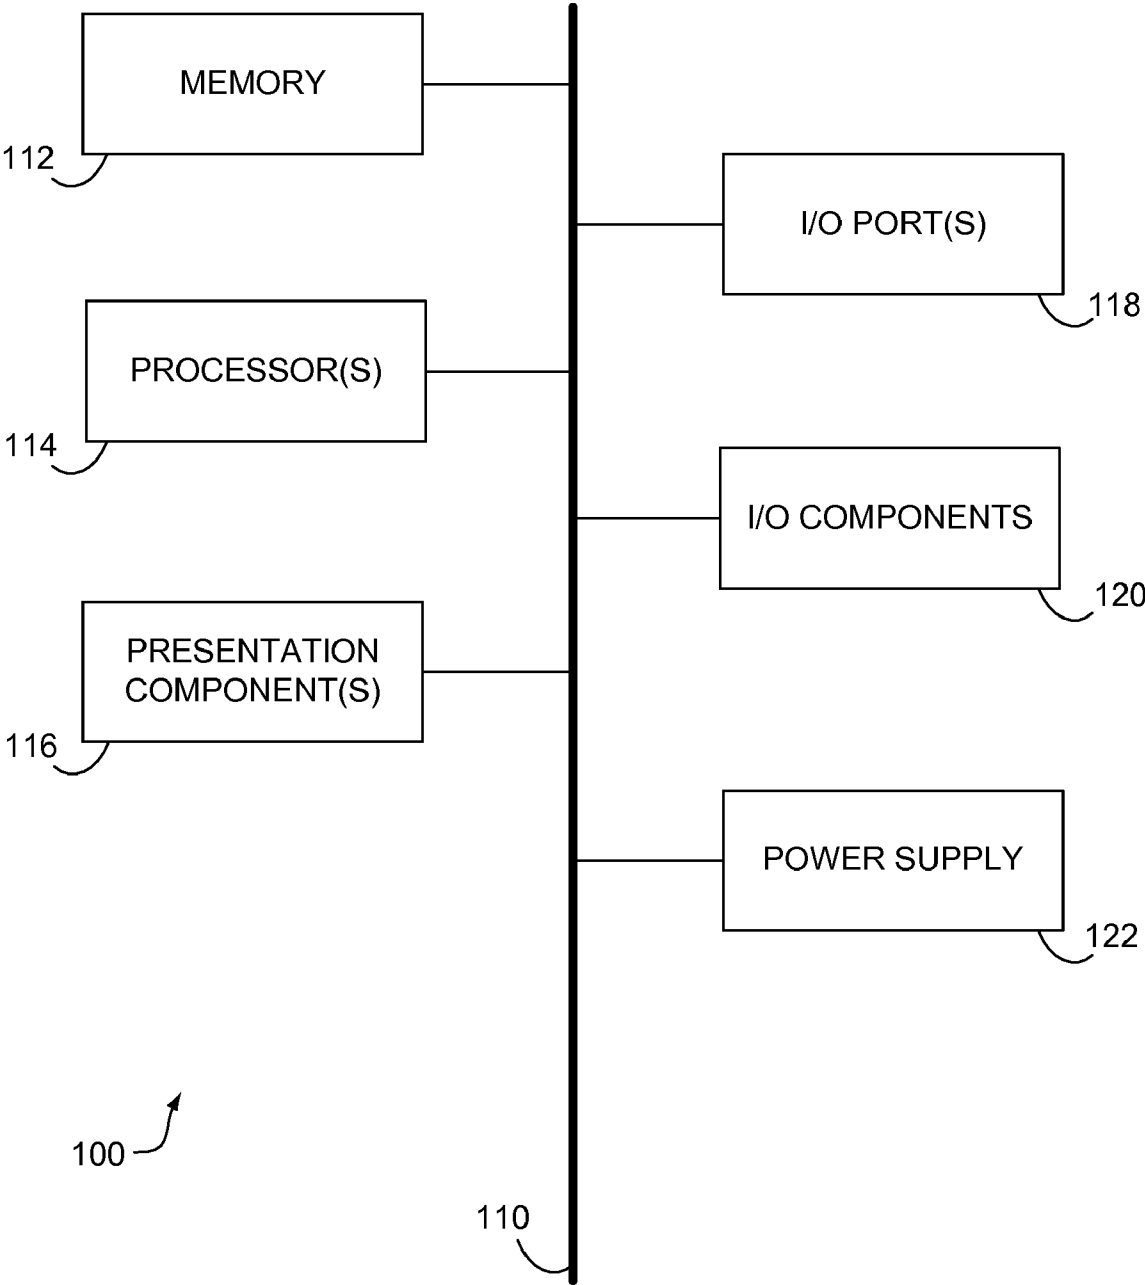 MEMORY
112
I/O PORT(S)
118
PROCESSOR(S)
114
I/O COMPONENTS
120
PRESENTATION
COMPONENT(S)
116
POWER SUPPLY
122
100
110